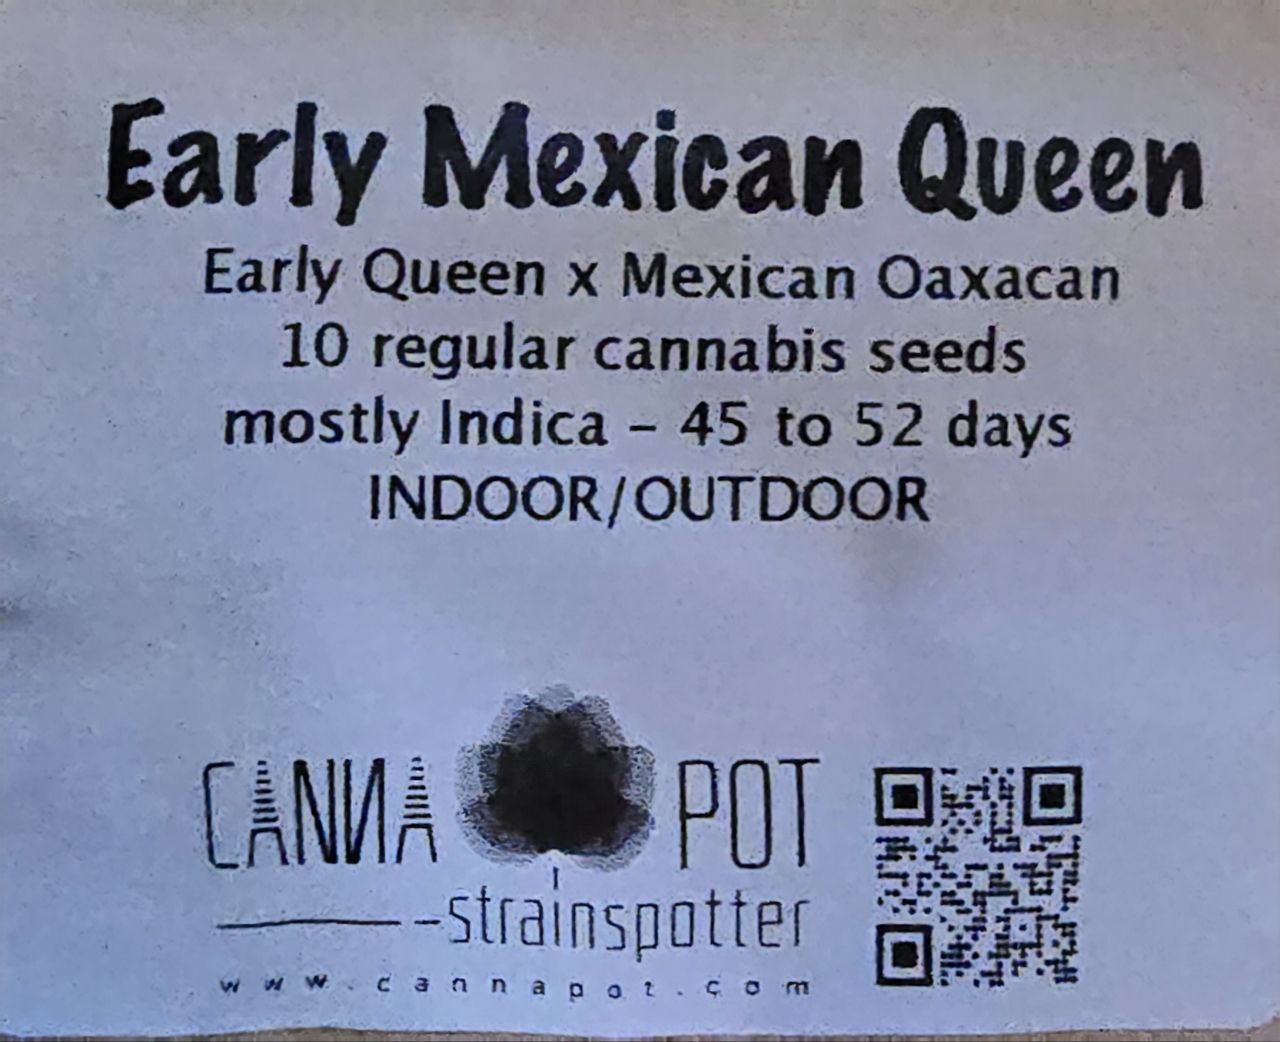 Early Mexican Queen
Early Queen x Mexican Oaxacan
10 regular cannabis seeds
mostly Indica – 45 to 52 days
INDOOR/OUTDOOR
CANNA POT
strainspotter
www.cannapot.com